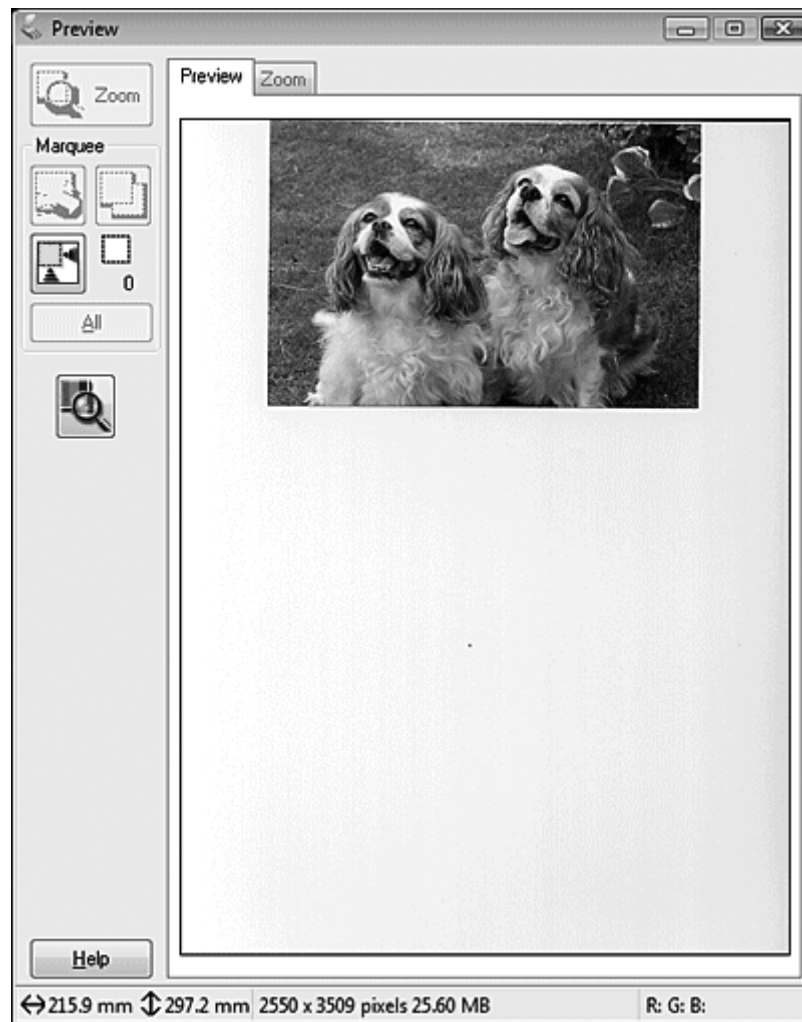 Preview
Zoom
Marquee
0
All
Help
Preview Zoom
215.9 mm 297.2 mm 2550 x 3509 pixels 25.60 MB R: G: B: